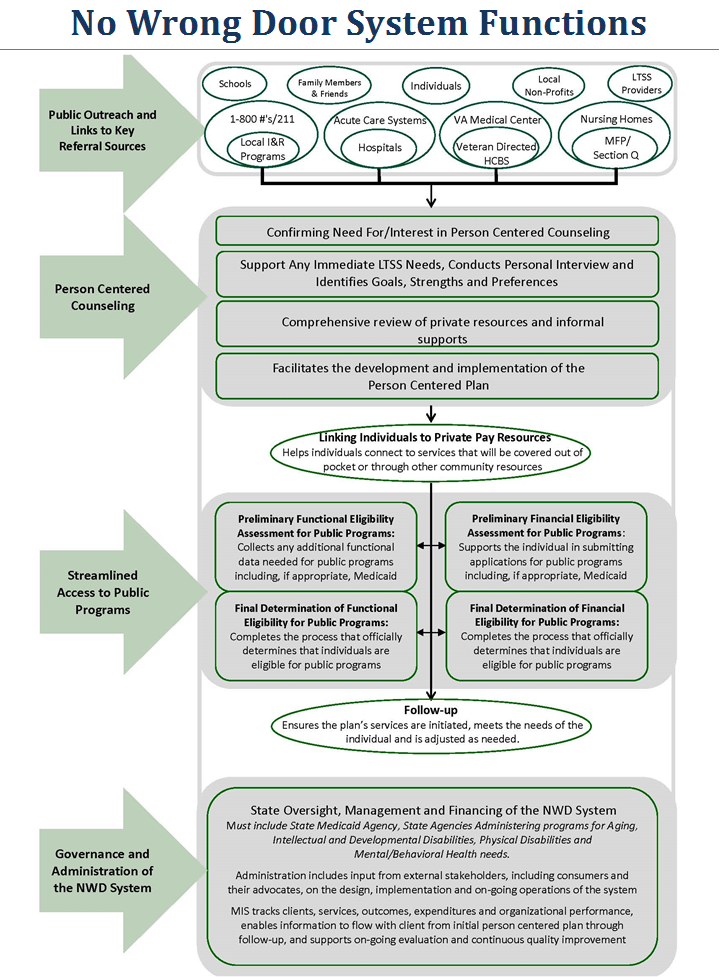 No Wrong Door System Functions
Public Outreach and
Links to Key
Referral Sources
Schools
Family Members
& Friends
Individuals
Local
Non-Profits
LTSS
Providers
1-800 #'s/211
Local I&R
Programs
Acute Care Systems
Hospitals
VA Medical Center
Veteran Directed
HCBS
Nursing Homes
MFP/
Section Q
Person Centered
Counseling
Confirming Need For/Interest in Person Centered Counseling
Support Any Immediate LTSS Needs, Conducts Personal Interview and
Identifies Goals, Strengths and Preferences
Comprehensive review of private resources and informal
supports
Facilitates the development and implementation of the
Person Centered Plan
Linking Individuals to Private Pay Resources
Helps individuals connect to services that will be covered out of
pocket or through other community resources
Streamlined
Access to Public
Programs
Preliminary Functional Eligibility
Assessment for Public Programs:
Collects any additional functional
data needed for public programs
including, if appropriate, Medicaid
Preliminary Financial Eligibility
Assessment for Public Programs:
Supports the individual in submitting
applications for public programs
including, if appropriate, Medicaid
Final Determination of Functional
Eligibility for Public Programs:
Completes the process that officially
determines that individuals are
eligible for public programs
Final Determination of Financial
Eligibility for Public Programs:
Completes the process that officially
determines that individuals are
eligible for public programs
Follow-up
Ensures the plan's services are initiated, meets the needs of the
individual and is adjusted as needed.
Governance and
Administration of
the NWD System
State Oversight, Management and Financing of the NWD System
Must include State Medicaid Agency, State Agencies Administering programs for Aging,
Intellectual and Developmental Disabilities, Physical Disabilities and
Mental/Behavioral Health needs.
Administration includes input from external stakeholders, including consumers and
their advocates, on the design, implementation and on-going operations of the system
MIS tracks clients, services, outcomes, expenditures and organizational performance,
enables information to flow with client from initial person centered plan through
follow-up, and supports on-going evaluation and continuous quality improvement